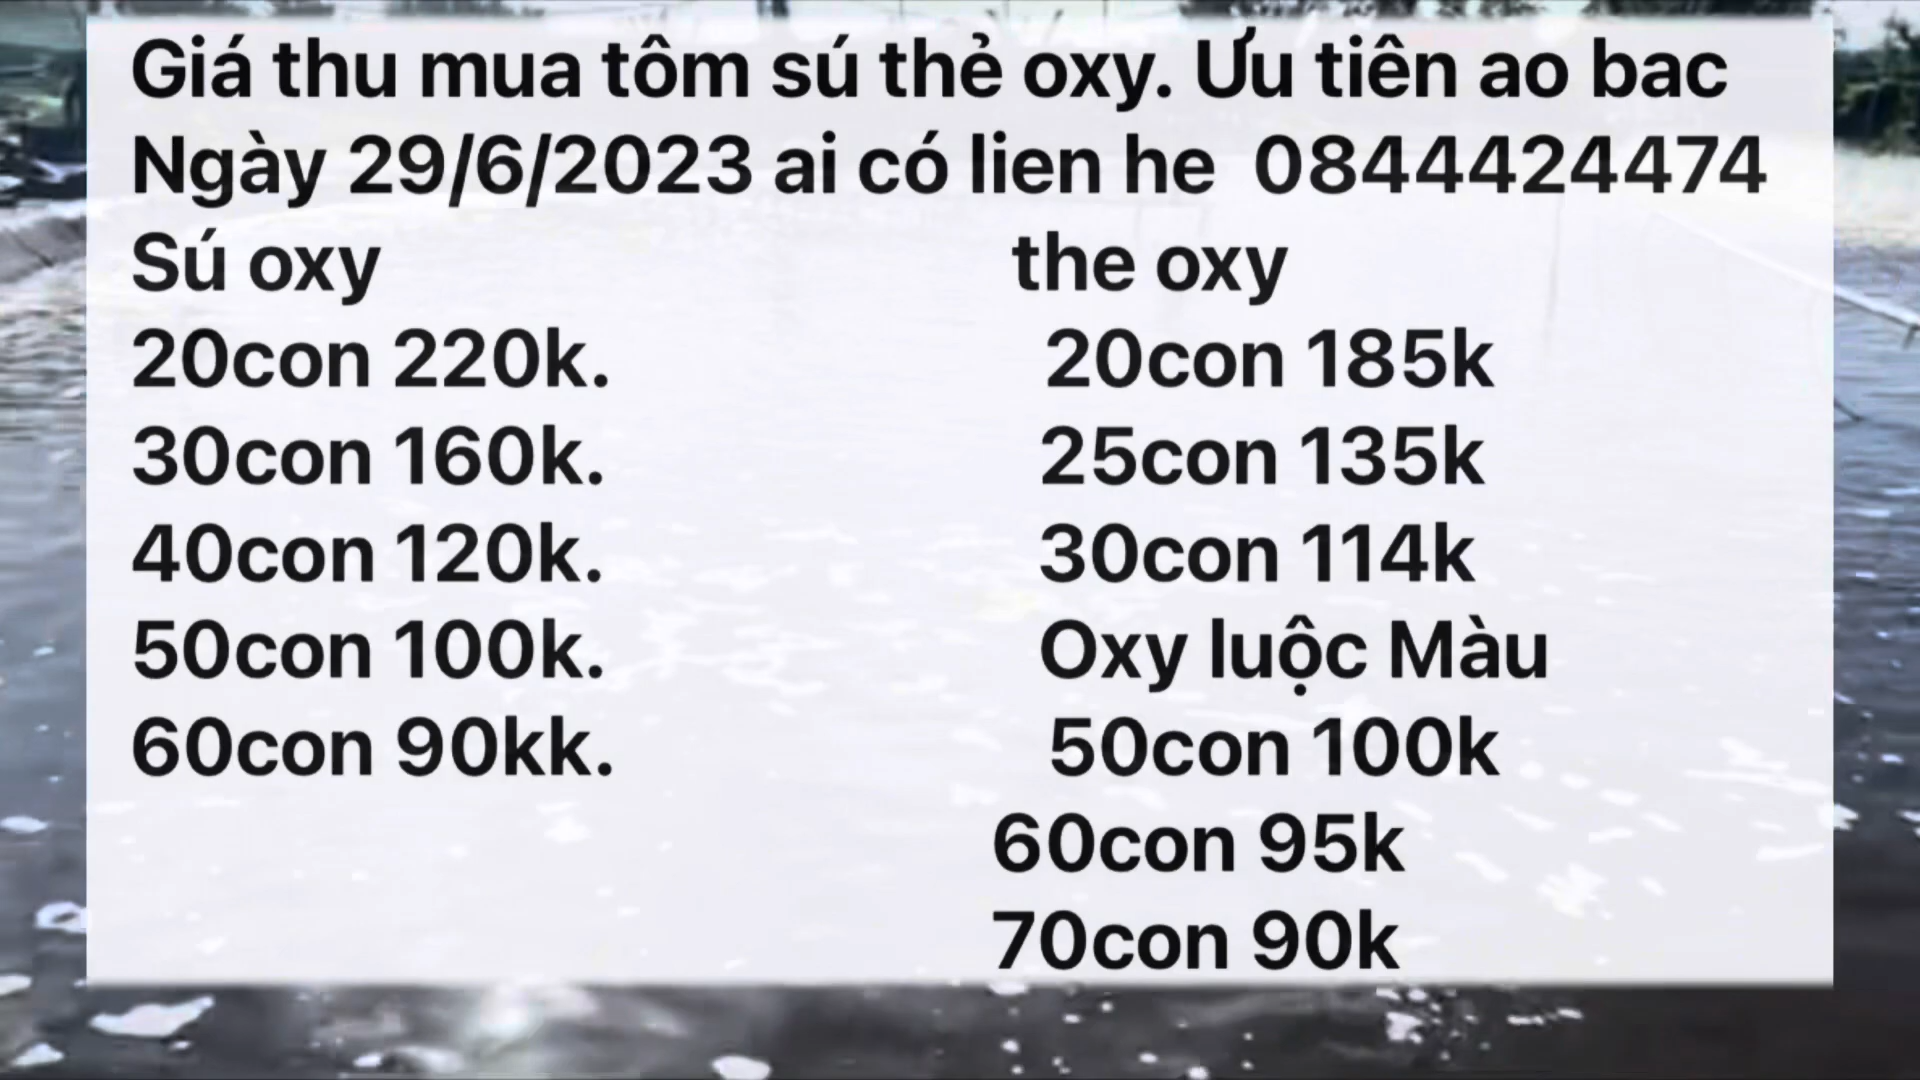 Giá thu mua tôm sú thẻ oxy. Ưu tiên ao bac
Ngày 29/6/2023 ai có lien he 0844424474
Sú oxy the oxy
20con 220k. 20con 185k
30con 160k. 25con 135k
40con 120k. 30con 114k
50con 100k. Oxy luộc Màu
60con 90kk. 50con 100k
60con 95k
70con 90k